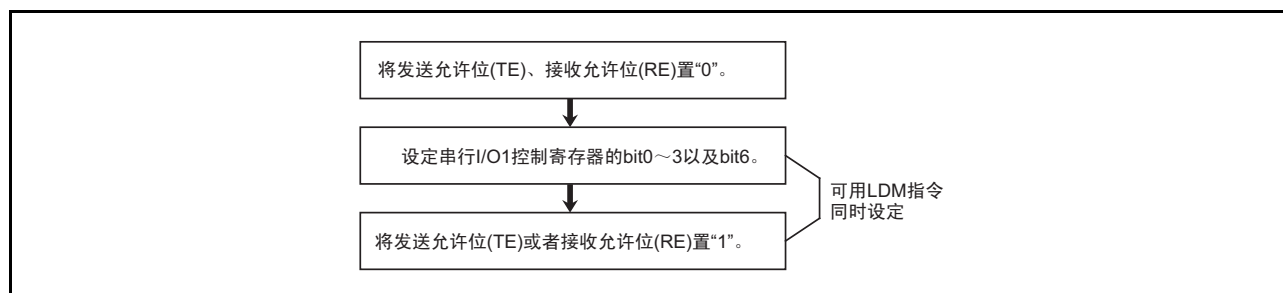 将发送允许位(TE)、接收允许位(RE)置“0”。
设定串行I/O1控制寄存器的bit0～3以及bit6。
可用LDM指令
同时设定
将发送允许位(TE)或者接收允许位(RE)置“1”。